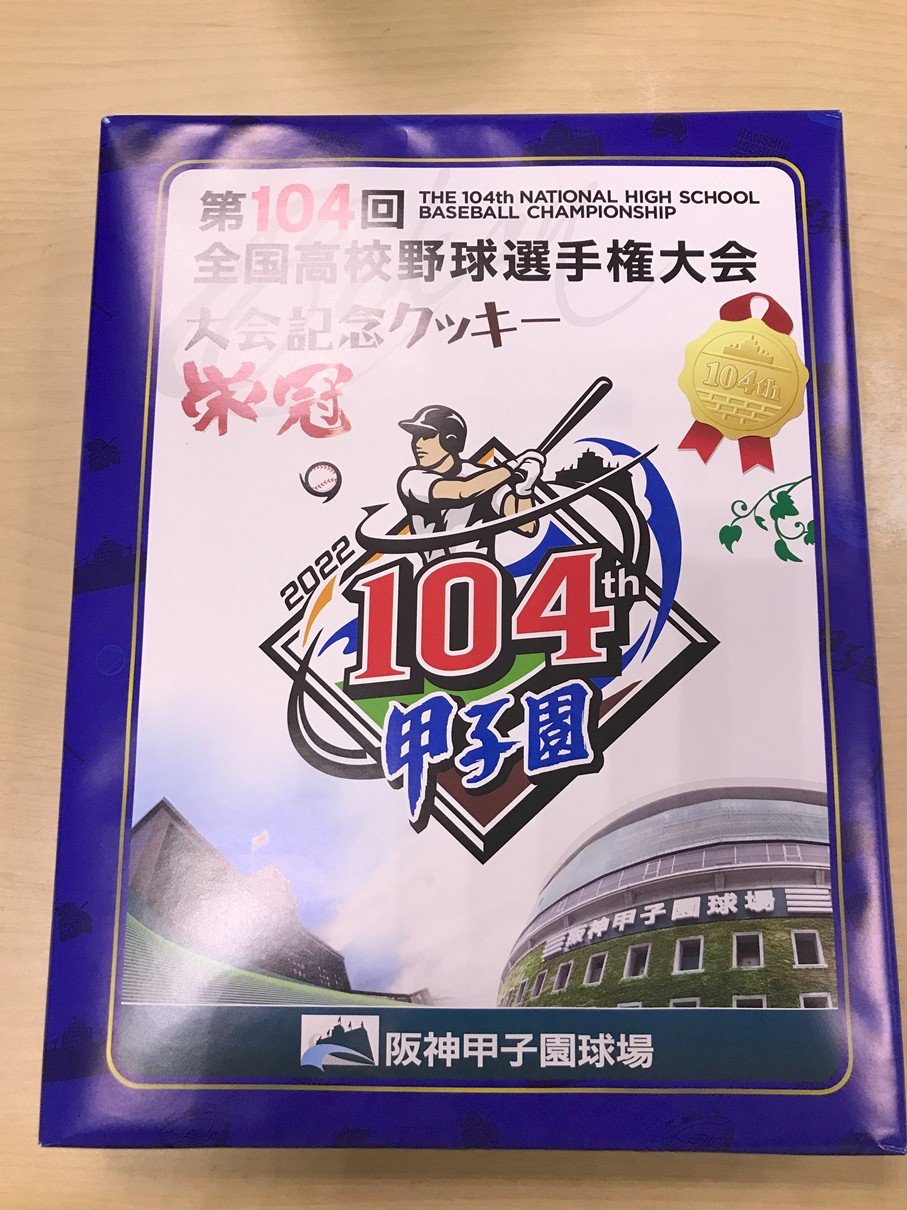 第104回 THE 104th NATIONAL HIGH SCHOOL
BASEBALL CHAMPIONSHIP
全国高校野球選手権大会
大会記念クッキー
栄冠
104th
2022
104th
甲子園
阪神甲子園球場
阪神甲子園球場